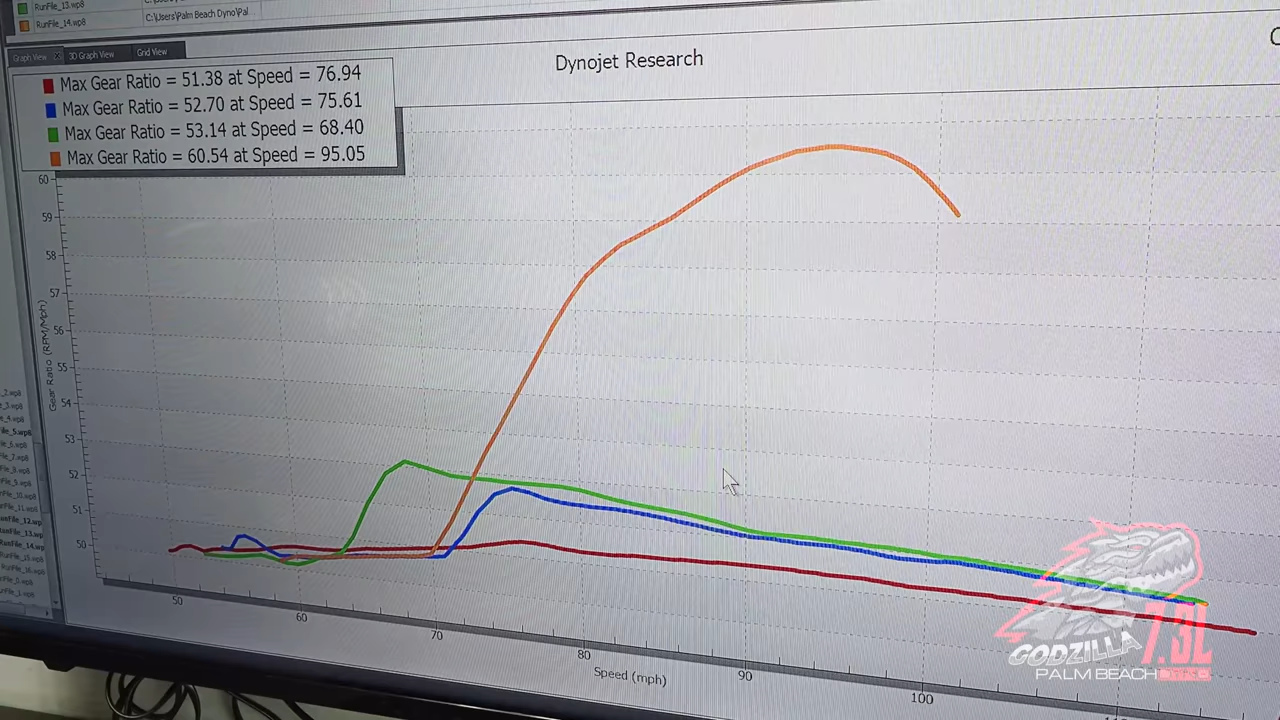 RunFile_13.wp8
RunFile_14.wp8
C:\Users\Palm Beach Dyno\Pal
Graph View
3D Graph View
Grid View
Dynojet Research
Max Gear Ratio = 51.38 at Speed = 76.94
Max Gear Ratio = 52.70 at Speed = 75.61
Max Gear Ratio = 53.14 at Speed = 68.40
Max Gear Ratio = 60.54 at Speed = 95.05
60
59
58
57
56
55
54
53
52
51
50
Gear Ratio (RPM/Mph)
50
60
70
80
90
100
Speed (mph)
GODZILLA 7.3L
PALM BEACH